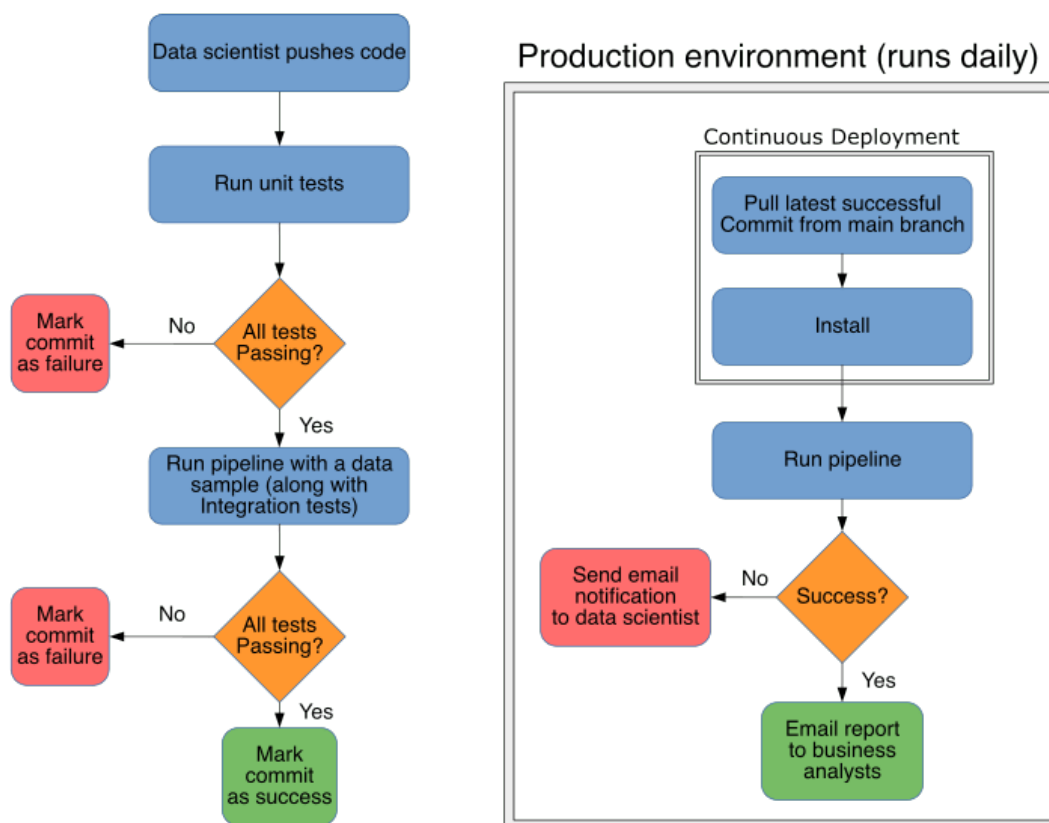 Data scientist pushes code
Run unit tests
All tests
Passing?
No
Mark
commit
as failure
Yes
Run pipeline with a data
sample (along with
Integration tests)
All tests
Passing?
No
Mark
commit
as failure
Yes
Mark
commit
as success
Production environment (runs daily)
Continuous Deployment
Pull latest successful
Commit from main branch
Install
Run pipeline
Success?
No
Send email
notification
to data scientist
Yes
Email report
to business
analysts